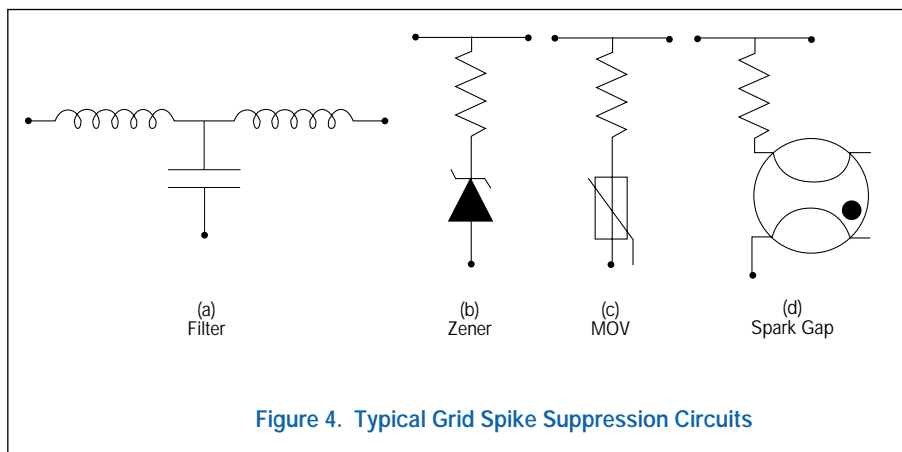 (a)
Filter
(b)
Zener
(c)
MOV
(d)
Spark Gap
Figure 4. Typical Grid Spike Suppression Circuits